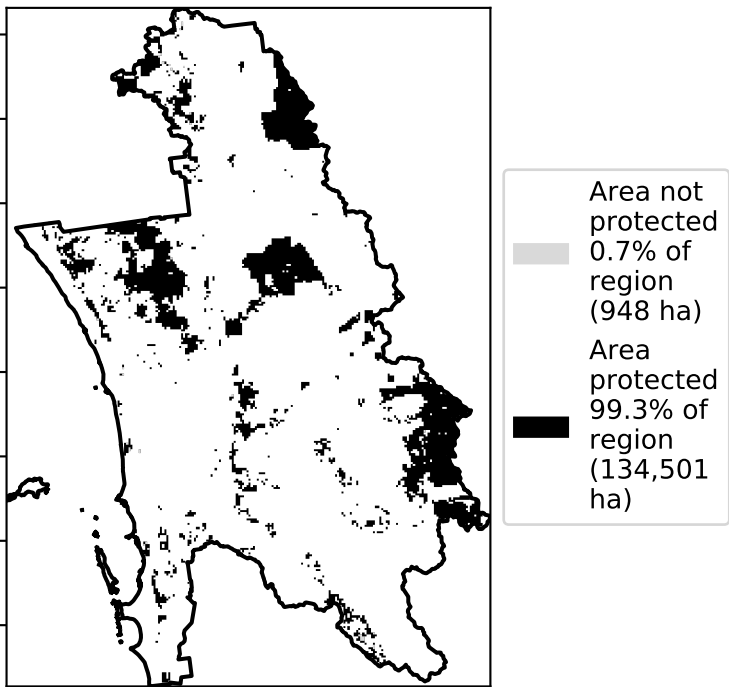 Area not
protected
0.7% of
region
(948 ha)
Area
protected
99.3% of
region
(134,501
ha)